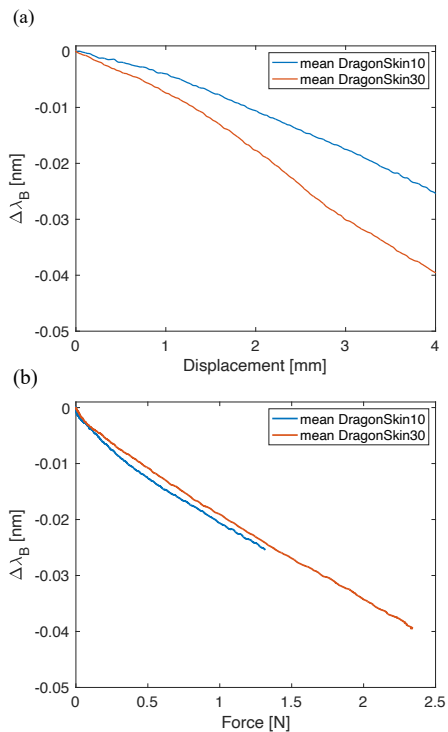 (a)
0
-0.01
-0.02
-0.03
-0.04
-0.05
Δλ_B [nm]
mean DragonSkin10
mean DragonSkin30
0 1 2 3 4
Displacement [mm]
(b)
0
-0.01
-0.02
-0.03
-0.04
-0.05
Δλ_B [nm]
mean DragonSkin10
mean DragonSkin30
0 0.5 1 1.5 2 2.5
Force [N]